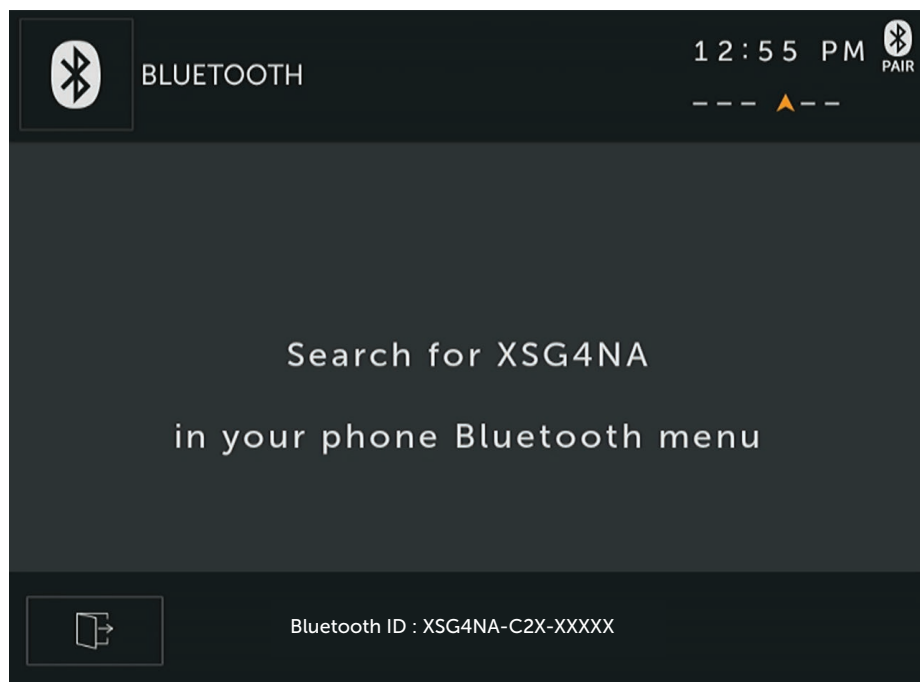 BLUETOOTH
12:55 PM
PAIR
--- --
Search for XSG4NA
in your phone Bluetooth menu
Bluetooth ID : XSG4NA-C2X-XXXXX